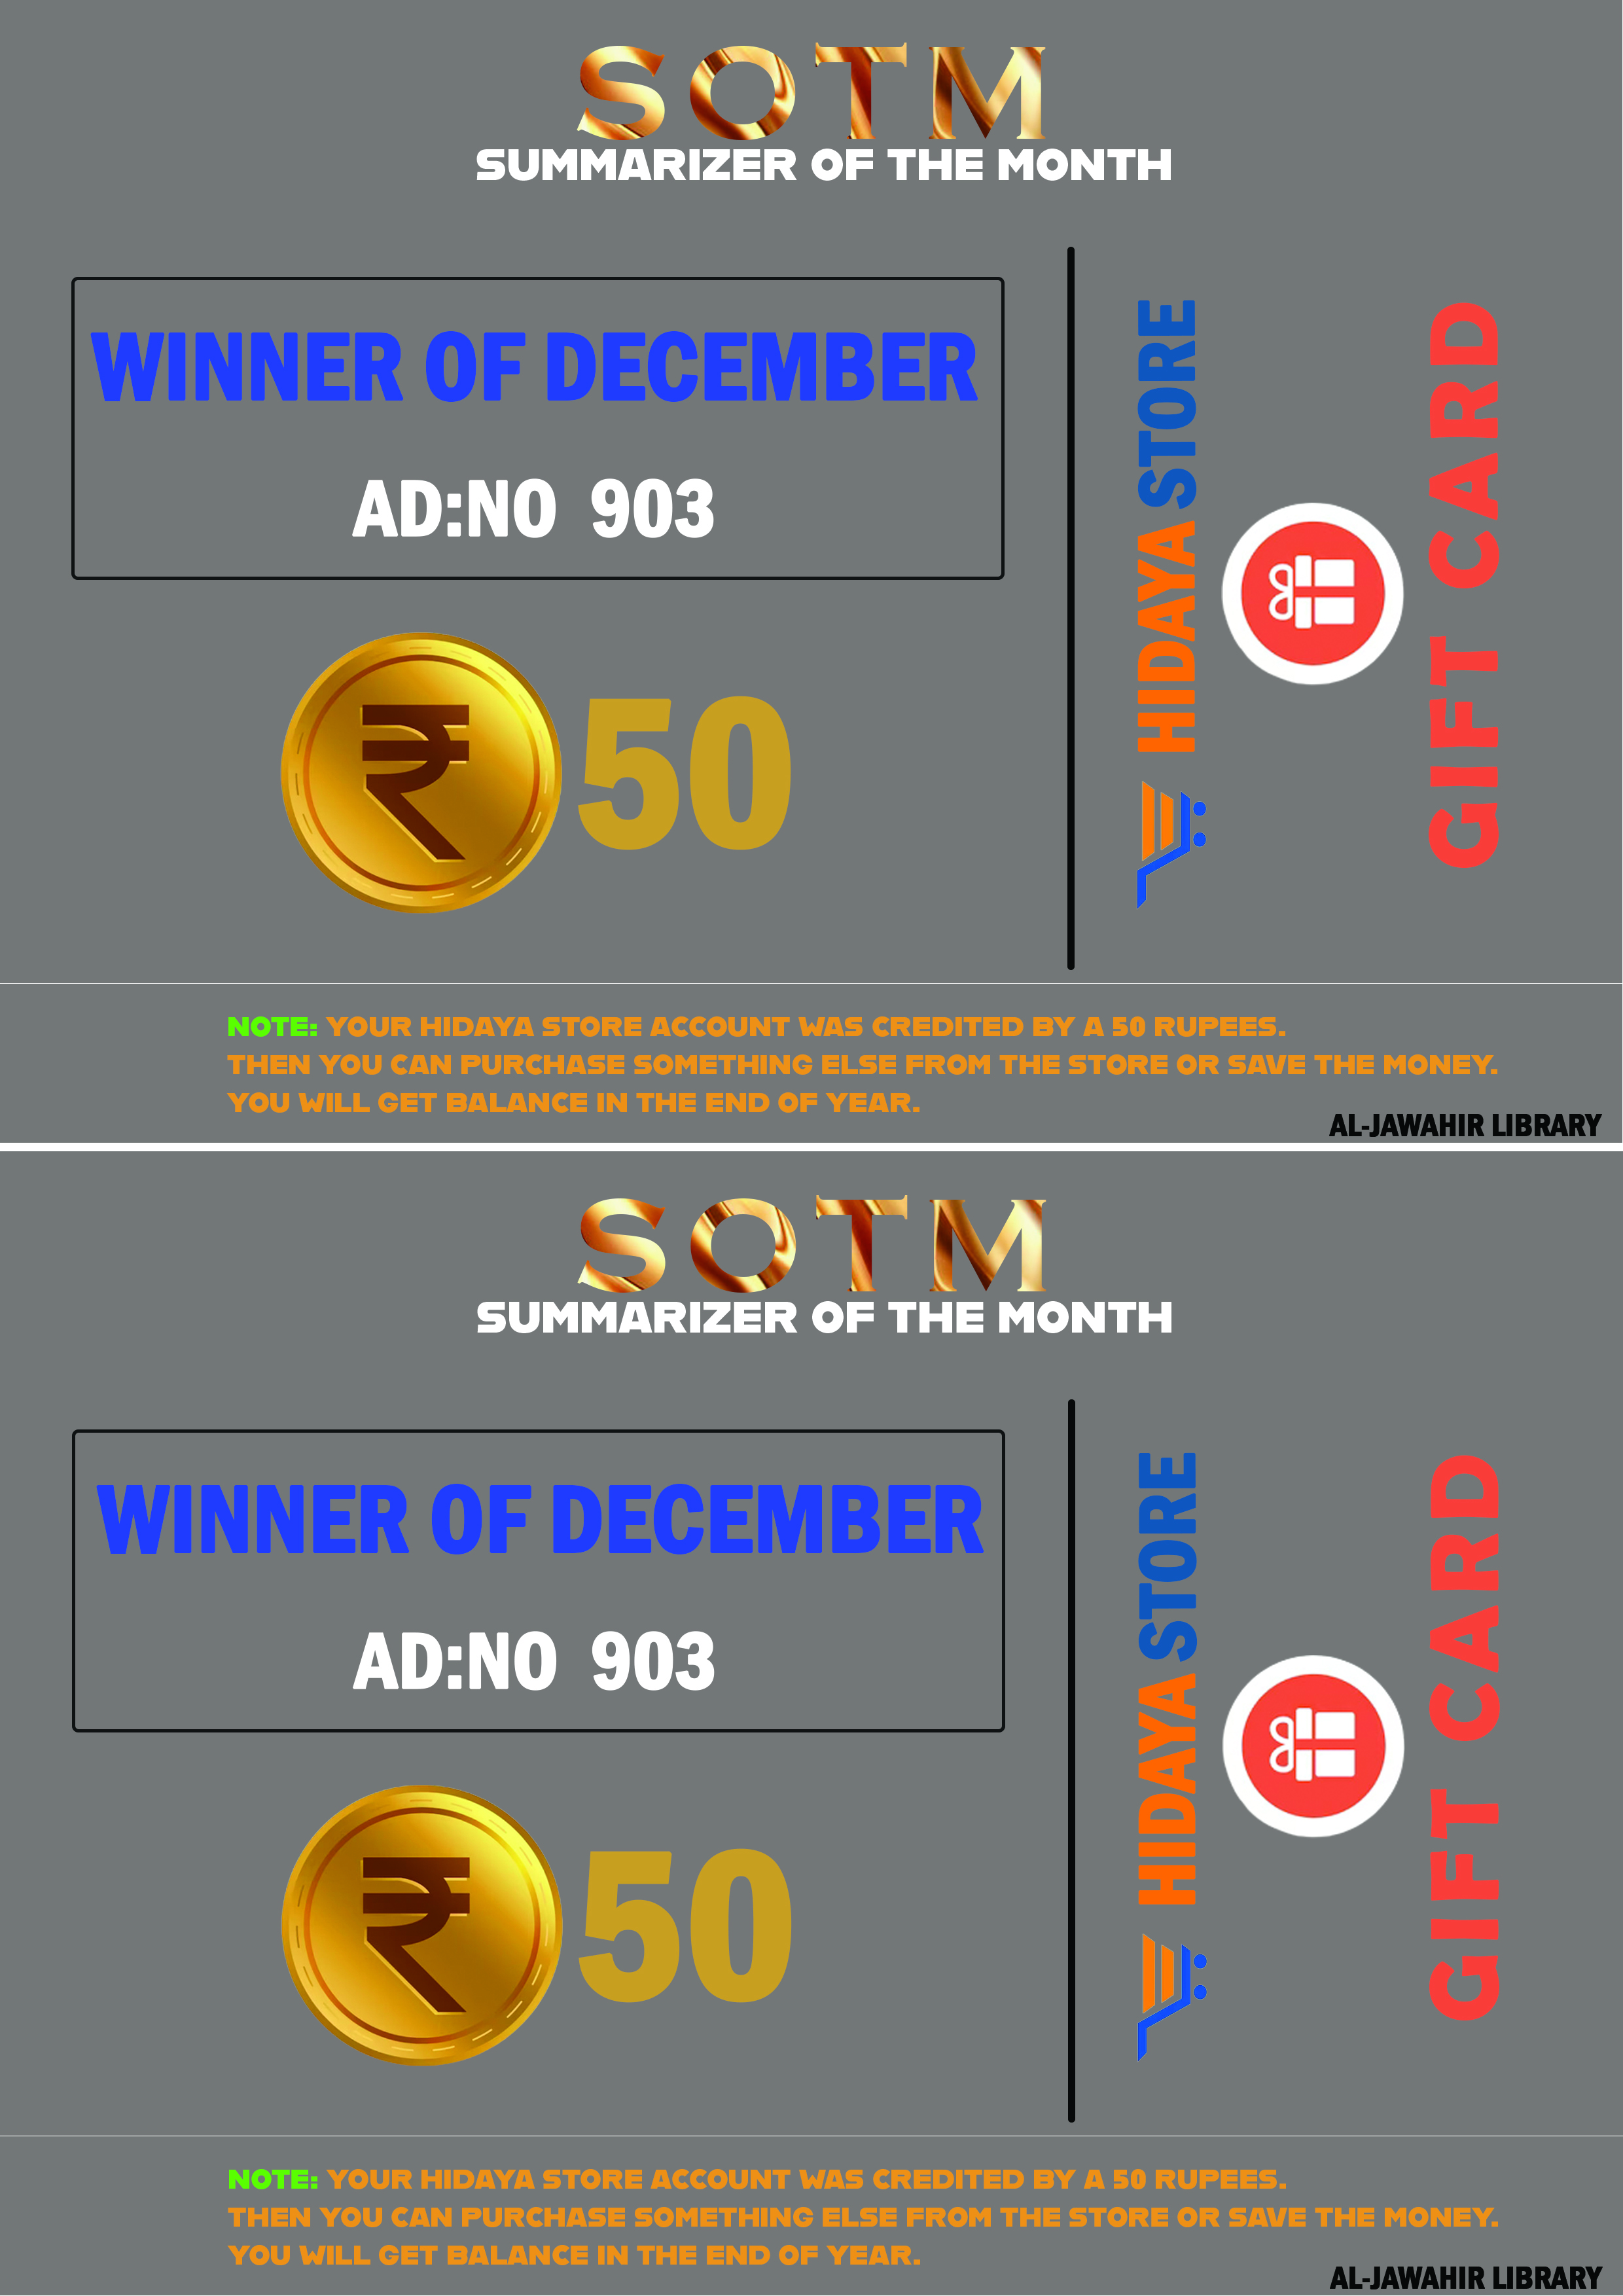 SOTM
SUMMARIZER OF THE MONTH
WINNER OF DECEMBER
AD:NO 903
₹ 50
HIDAYA STORE
GIFT CARD
NOTE: YOUR HIDAYA STORE ACCOUNT WAS CREDITED BY A 50 RUPEES.
THEN YOU CAN PURCHASE SOMETHING ELSE FROM THE STORE OR SAVE THE MONEY.
YOU WILL GET BALANCE IN THE END OF YEAR.
AL-JAWAHIR LIBRARY
SOTM
SUMMARIZER OF THE MONTH
WINNER OF DECEMBER
AD:NO 903
₹ 50
HIDAYA STORE
GIFT CARD
NOTE: YOUR HIDAYA STORE ACCOUNT WAS CREDITED BY A 50 RUPEES.
THEN YOU CAN PURCHASE SOMETHING ELSE FROM THE STORE OR SAVE THE MONEY.
YOU WILL GET BALANCE IN THE END OF YEAR.
AL-JAWAHIR LIBRARY